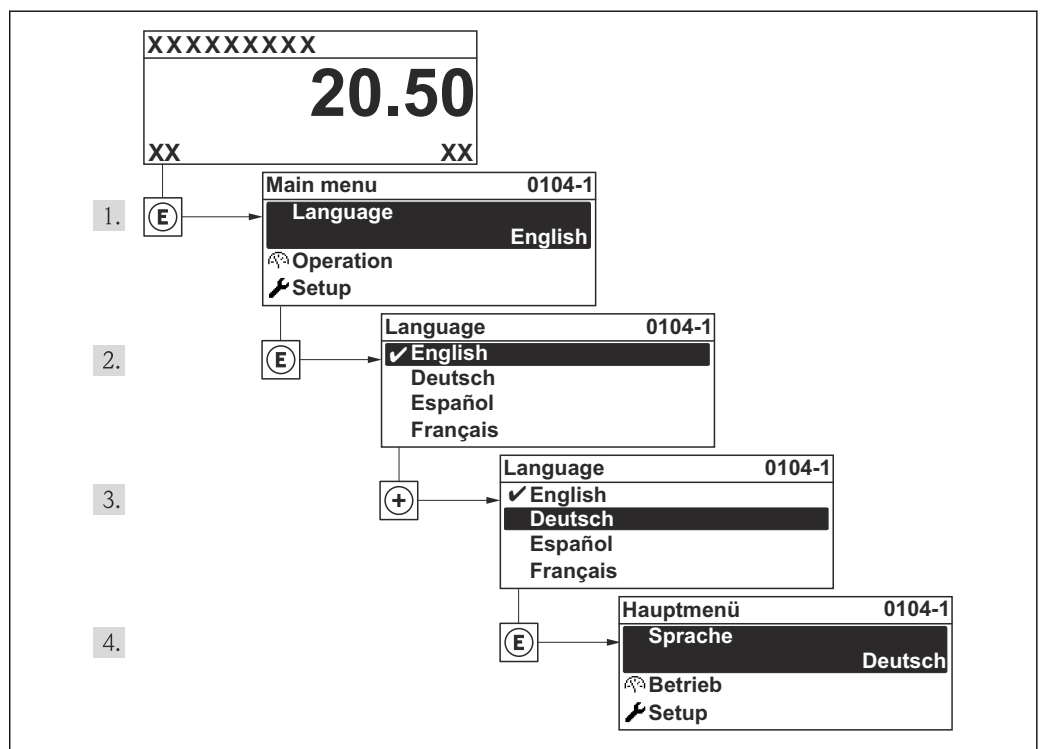 XXXXXXXXX
20.50
XX XX
1. E
Main menu 0104-1
Language
English
Operation
Setup
2. E
Language 0104-1
✔ English
Deutsch
Español
Français
3. +
Language 0104-1
✔ English
Deutsch
Español
Français
4. E
Hauptmenü 0104-1
Sprache
Deutsch
Betrieb
Setup